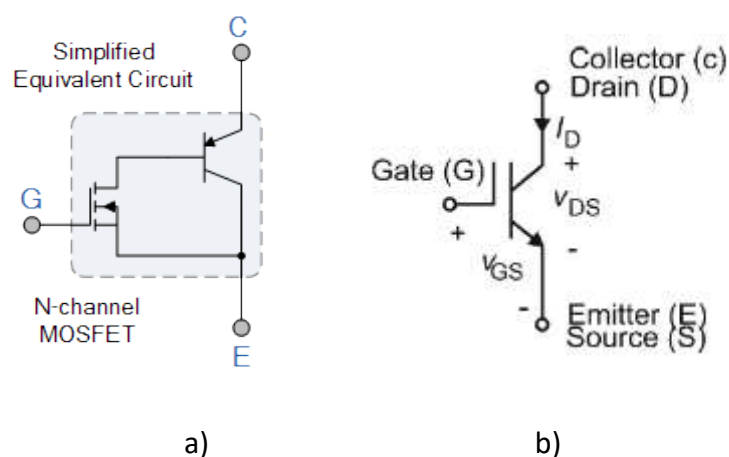 C
Simplified
Equivalent Circuit
G
N-channel
MOSFET
E
a)
Collector (c)
Drain (D)
I_D
+
Gate (G)
v_DS
+
v_GS
-
-
Emitter (E)
Source (S)
b)